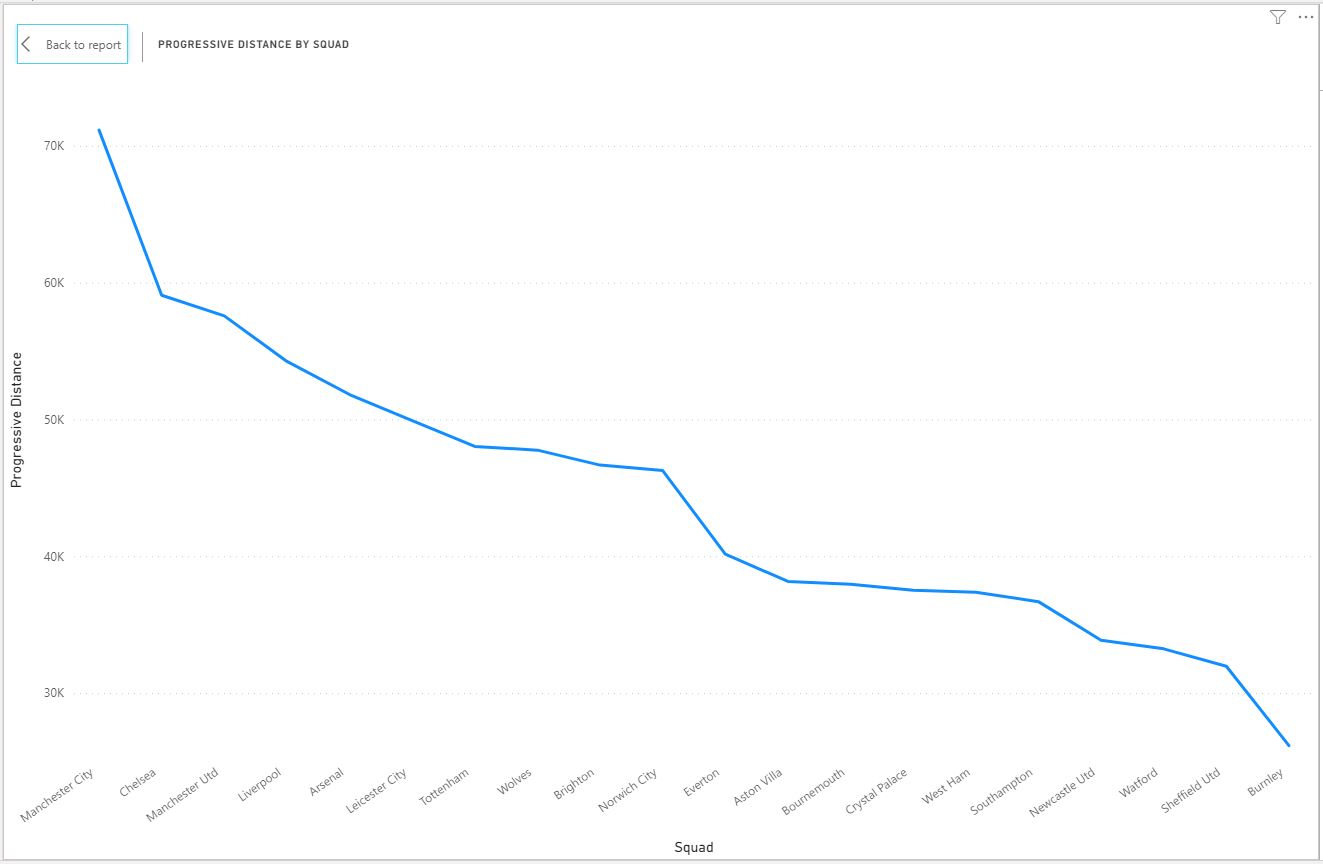 Back to report
PROGRESSIVE DISTANCE BY SQUAD
70K
60K
50K
40K
30K
Progressive Distance
Manchester City
Chelsea
Manchester Utd
Liverpool
Arsenal
Leicester City
Tottenham
Wolves
Brighton
Norwich City
Everton
Aston Villa
Bournemouth
Crystal Palace
West Ham
Southampton
Newcastle Utd
Watford
Sheffield Utd
Burnley
Squad